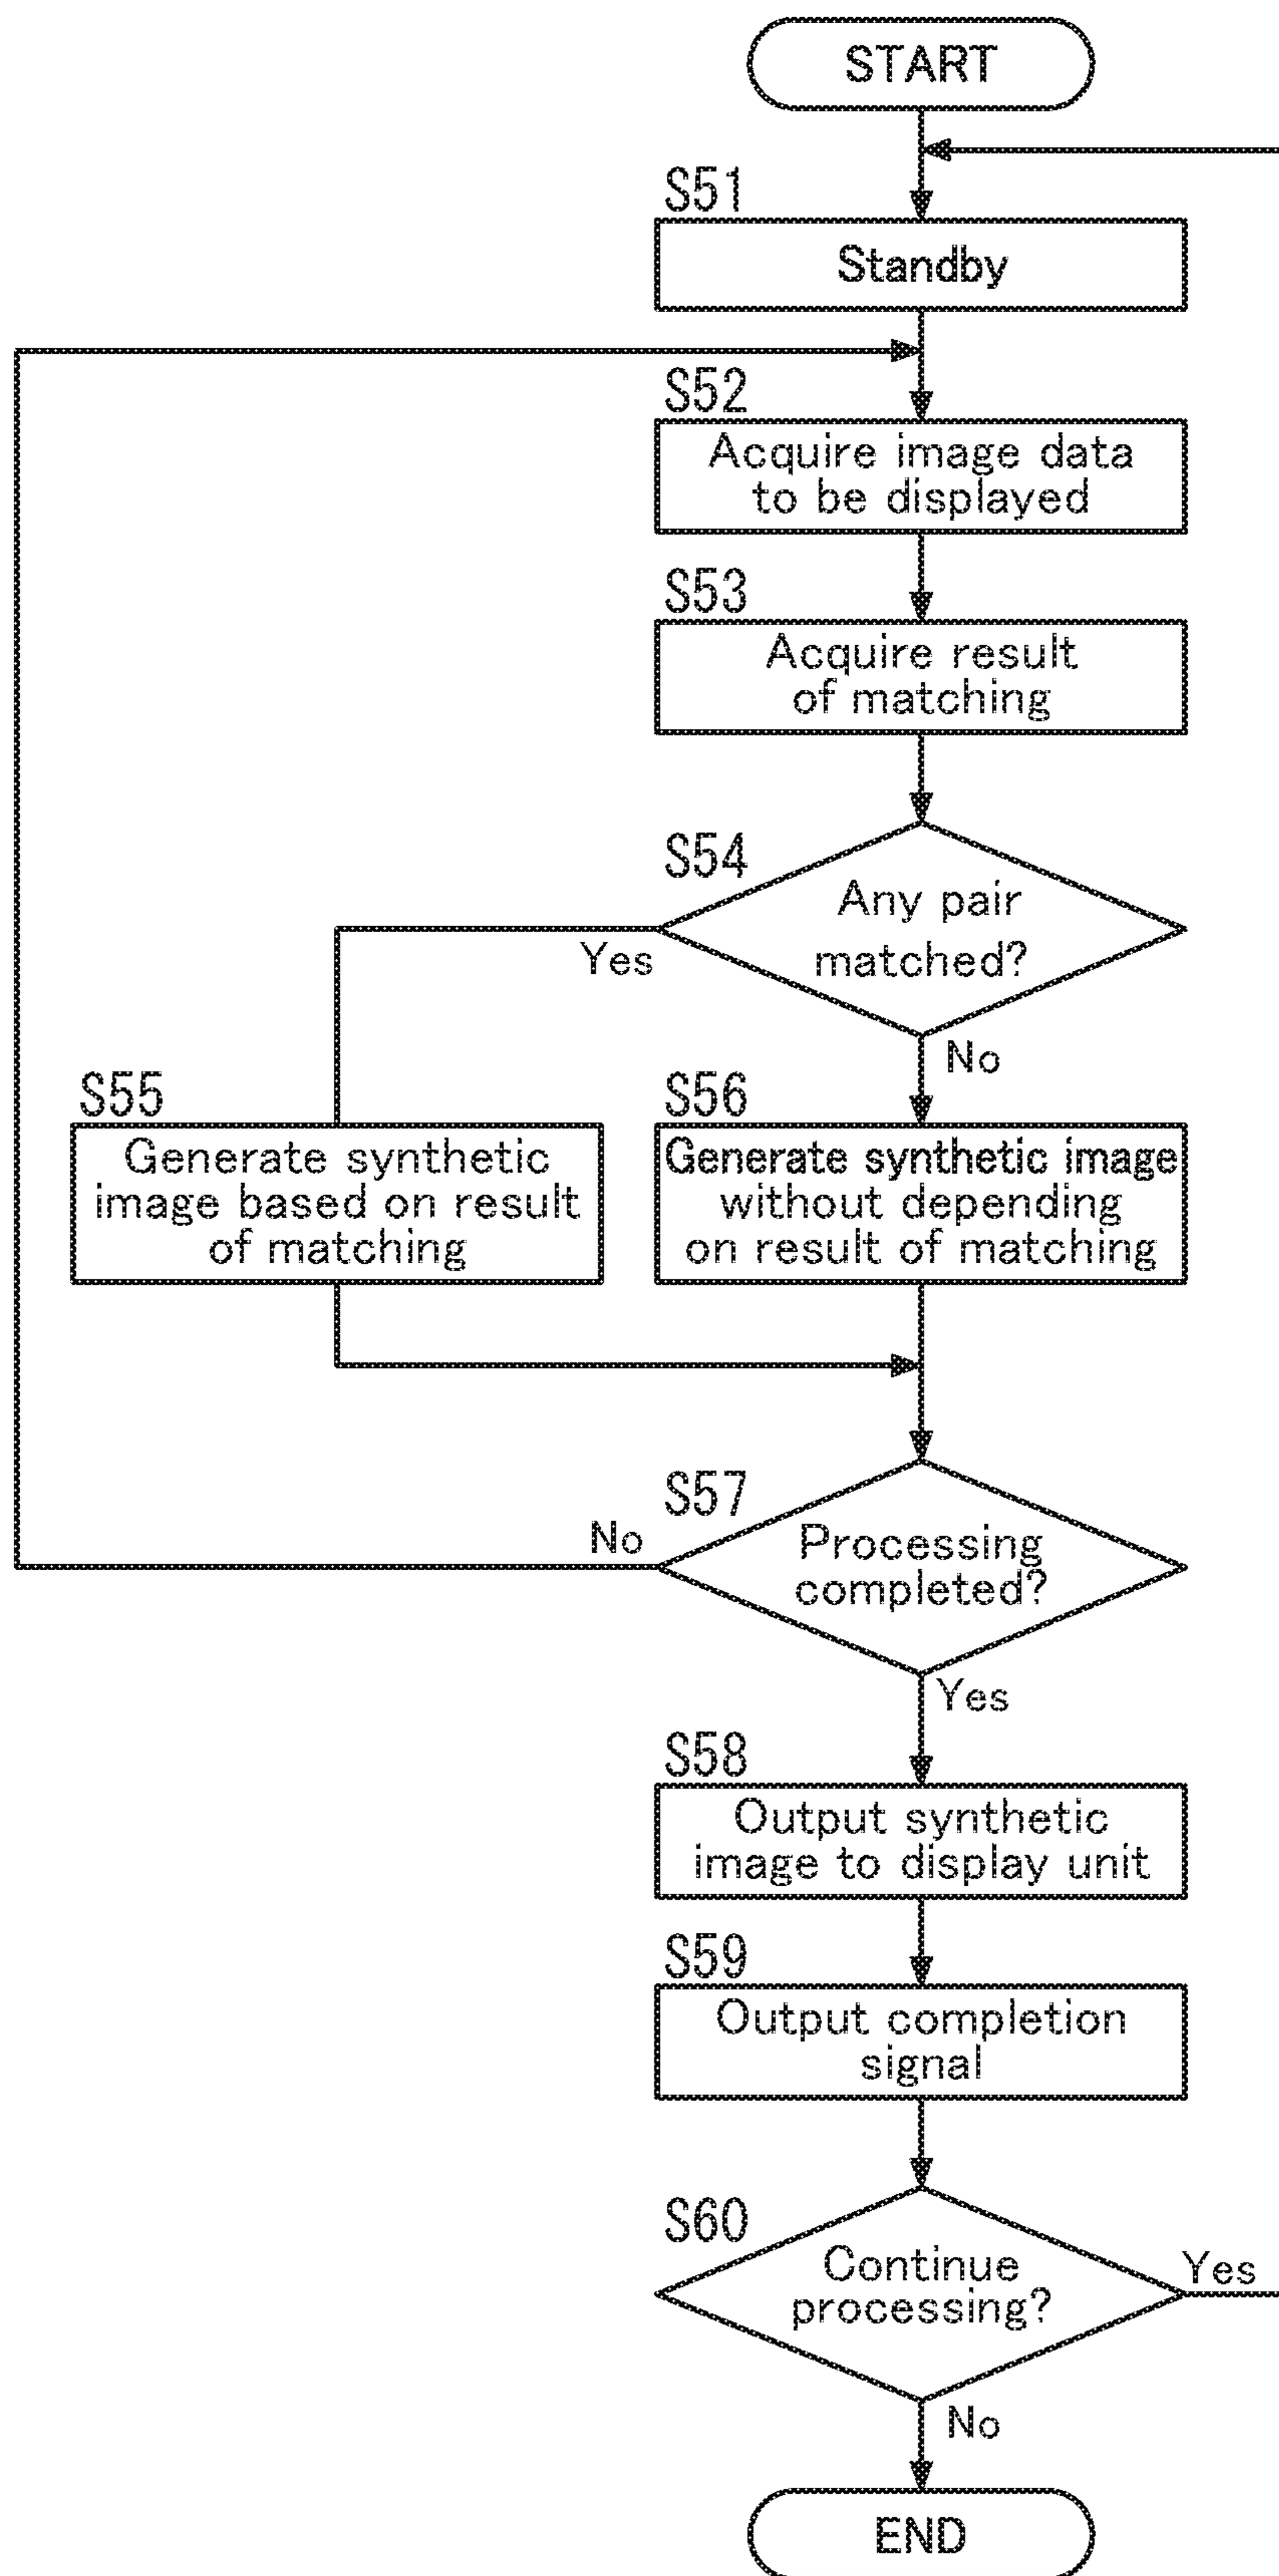 START
S51
Standby
S52
Acquire image data
to be displayed
S53
Acquire result
of matching
S54
Any pair
matched?
Yes
No
S55
Generate synthetic
image based on result
of matching
S56
Generate synthetic image
without depending
on result of matching
S57
Processing
completed?
No
Yes
S58
Output synthetic
image to display unit
S59
Output completion
signal
S60
Continue
processing?
Yes
No
END